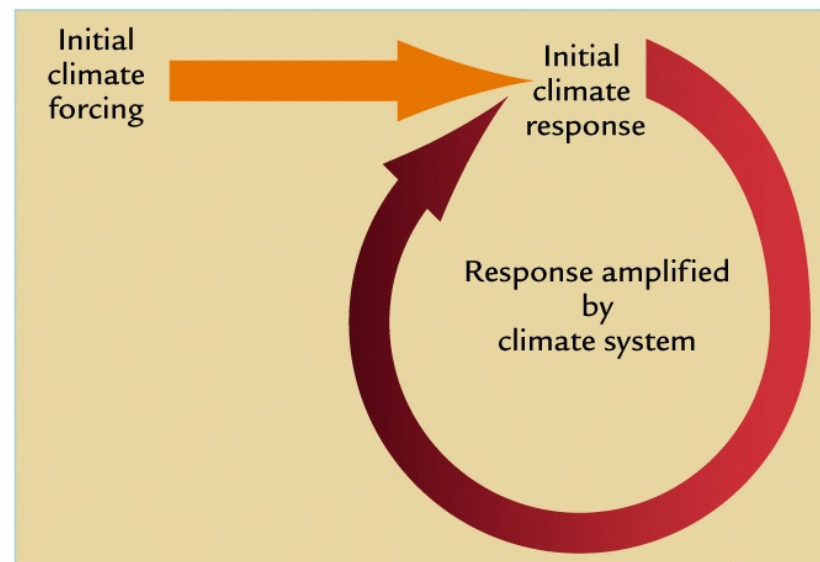 Initial
climate
forcing
Initial
climate
response
Response amplified
by
climate system